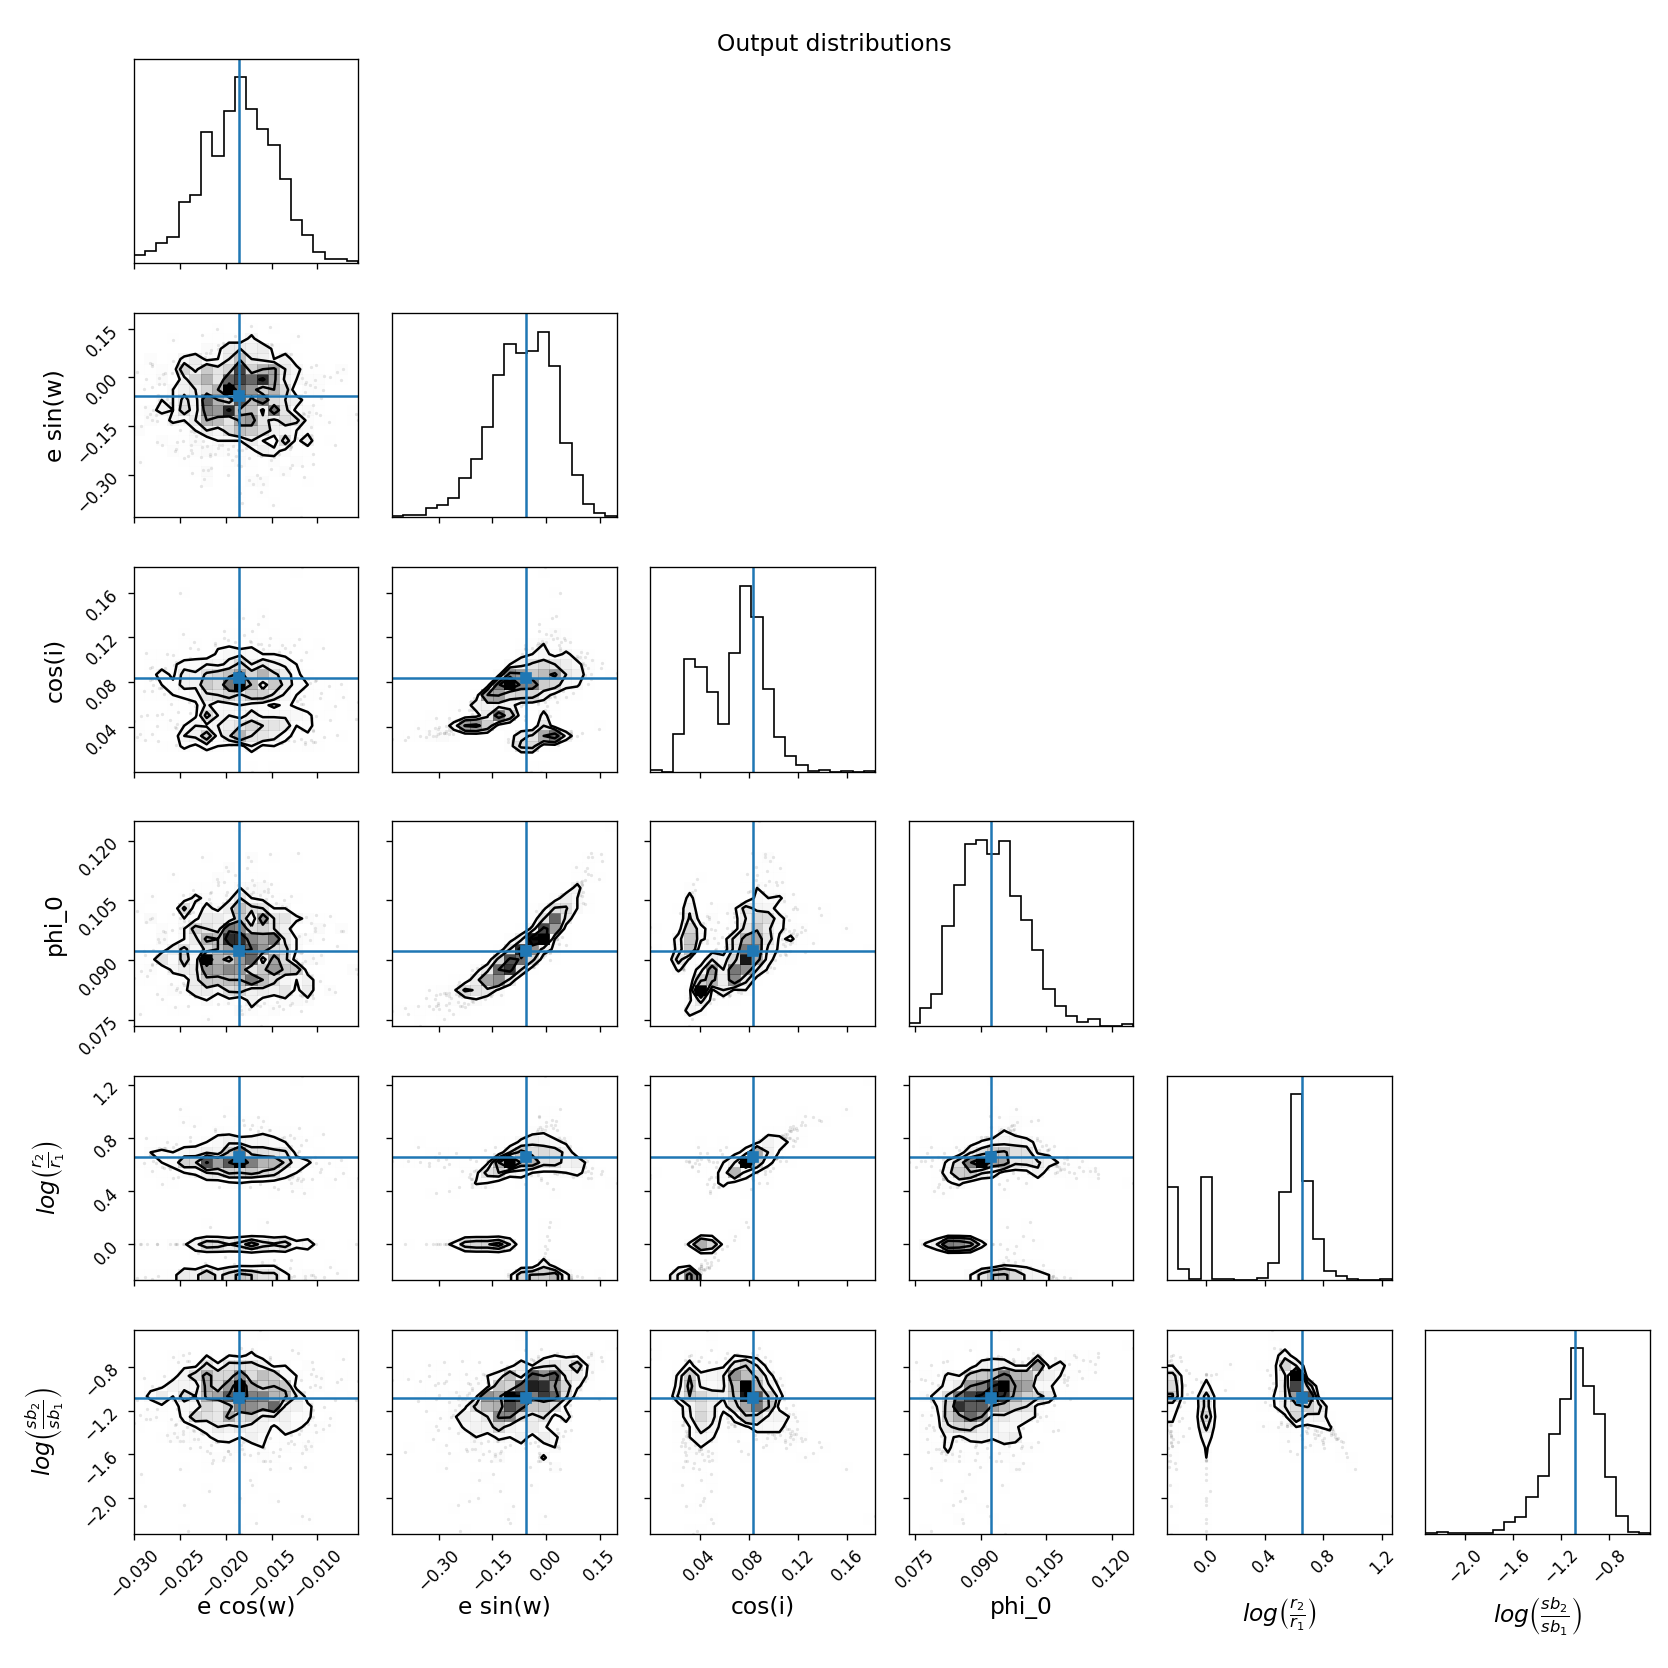 Output distributions
e sin(w)
0.15
0.00
−0.15
−0.30
cos(i)
0.16
0.12
0.08
0.04
phi_0
0.120
0.105
0.090
0.075
log(r2/r1)
1.2
0.8
0.4
0.0
log(sb2/sb1)
−0.8
−1.2
−1.6
−2.0
−0.030 −0.025 −0.020 −0.015 −0.010 −0.30 −0.15 0.00 0.15 0.04 0.08 0.12 0.16 0.075 0.090 0.105 0.120 0.0 0.4 0.8 1.2 −2.0 −1.6 −1.2 −0.8
e cos(w) e sin(w) cos(i) phi_0 log(r2/r1) log(sb2/sb1)